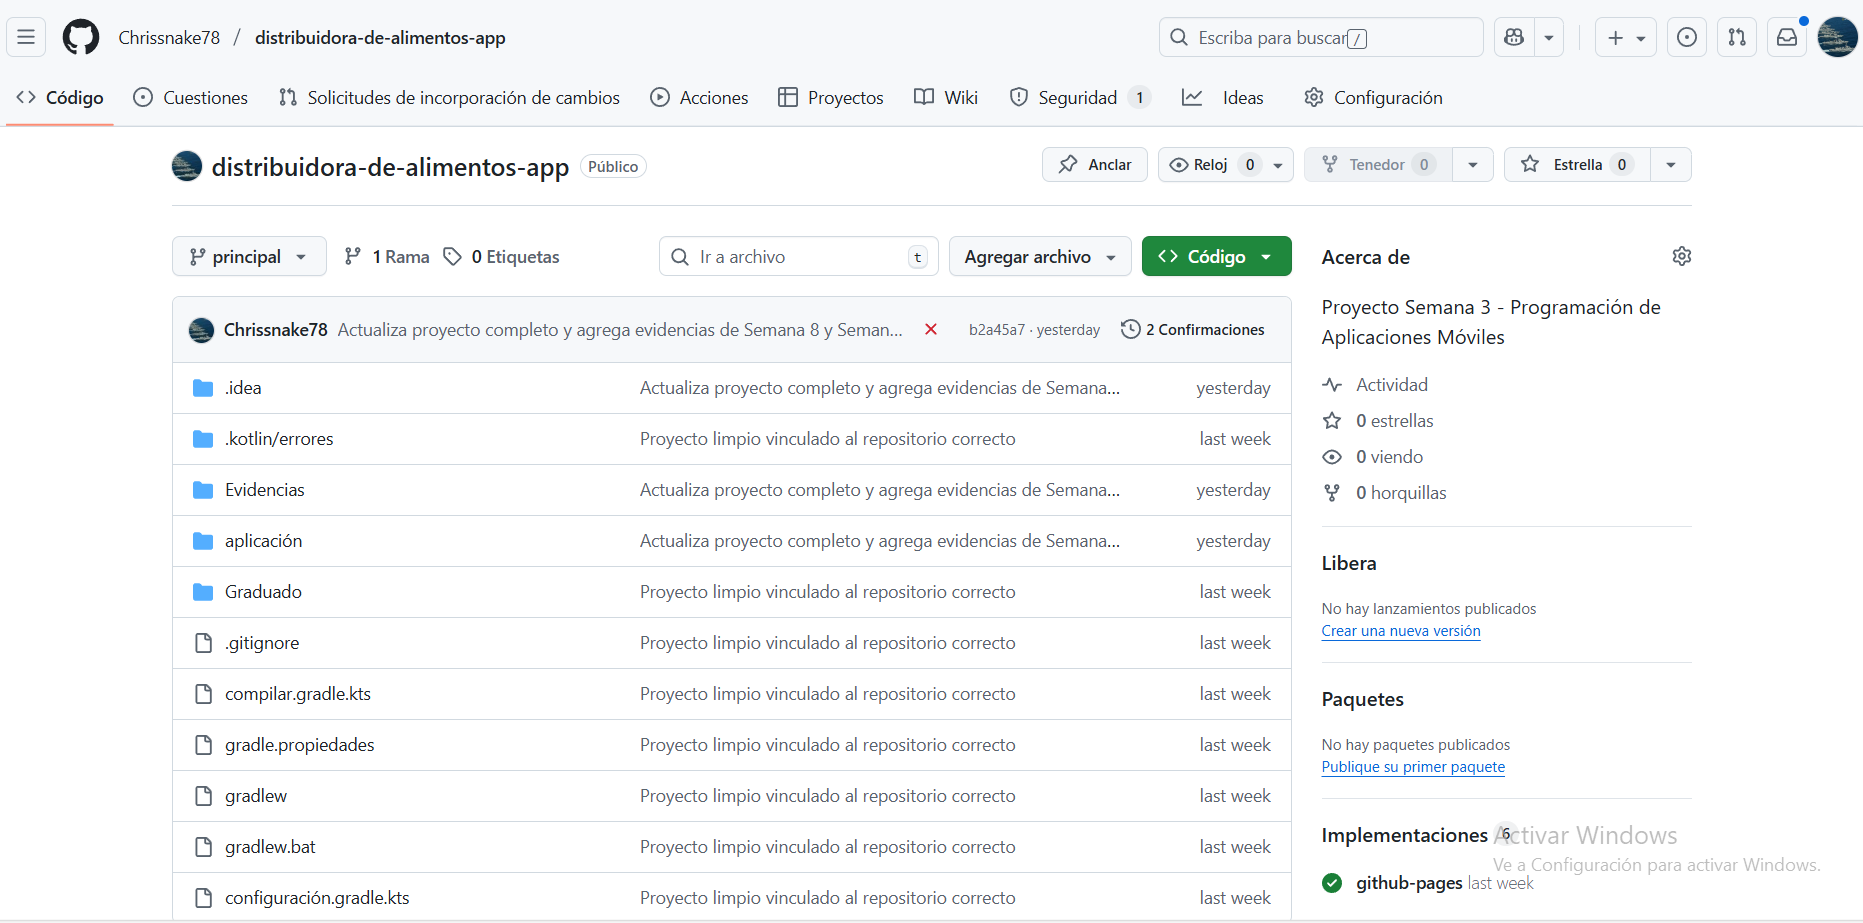 Chrissnake78 / distribuidora-de-alimentos-app
Escriba para buscar /
Código Cuestiones Solicitudes de incorporación de cambios Acciones Proyectos Wiki Seguridad 1 Ideas Configuración
distribuidora-de-alimentos-app Público
Anclar Reloj 0 Tenedor 0 Estrella 0
principal 1 Rama 0 Etiquetas Ir a archivo t Agregar archivo Código
Chrissnake78 Actualiza proyecto completo y agrega evidencias de Semana 8 y Seman... b2a45a7 · yesterday 2 Confirmaciones
.idea Actualiza proyecto completo y agrega evidencias de Semana... yesterday
.kotlin/errores Proyecto limpio vinculado al repositorio correcto last week
Evidencias Actualiza proyecto completo y agrega evidencias de Semana... yesterday
aplicación Actualiza proyecto completo y agrega evidencias de Semana... yesterday
Graduado Proyecto limpio vinculado al repositorio correcto last week
.gitignore Proyecto limpio vinculado al repositorio correcto last week
compilar.gradle.kts Proyecto limpio vinculado al repositorio correcto last week
gradle.propiedades Proyecto limpio vinculado al repositorio correcto last week
gradlew Proyecto limpio vinculado al repositorio correcto last week
gradlew.bat Proyecto limpio vinculado al repositorio correcto last week
configuración.gradle.kts Proyecto limpio vinculado al repositorio correcto last week
Acerca de
Proyecto Semana 3 - Programación de
Aplicaciones Móviles
Actividad
0 estrellas
0 viendo
0 horquillas
Libera
No hay lanzamientos publicados
Crear una nueva versión
Paquetes
No hay paquetes publicados
Publique su primer paquete
Implementaciones 6
github-pages last week
Activar Windows
Ve a Configuración para activar Windows.